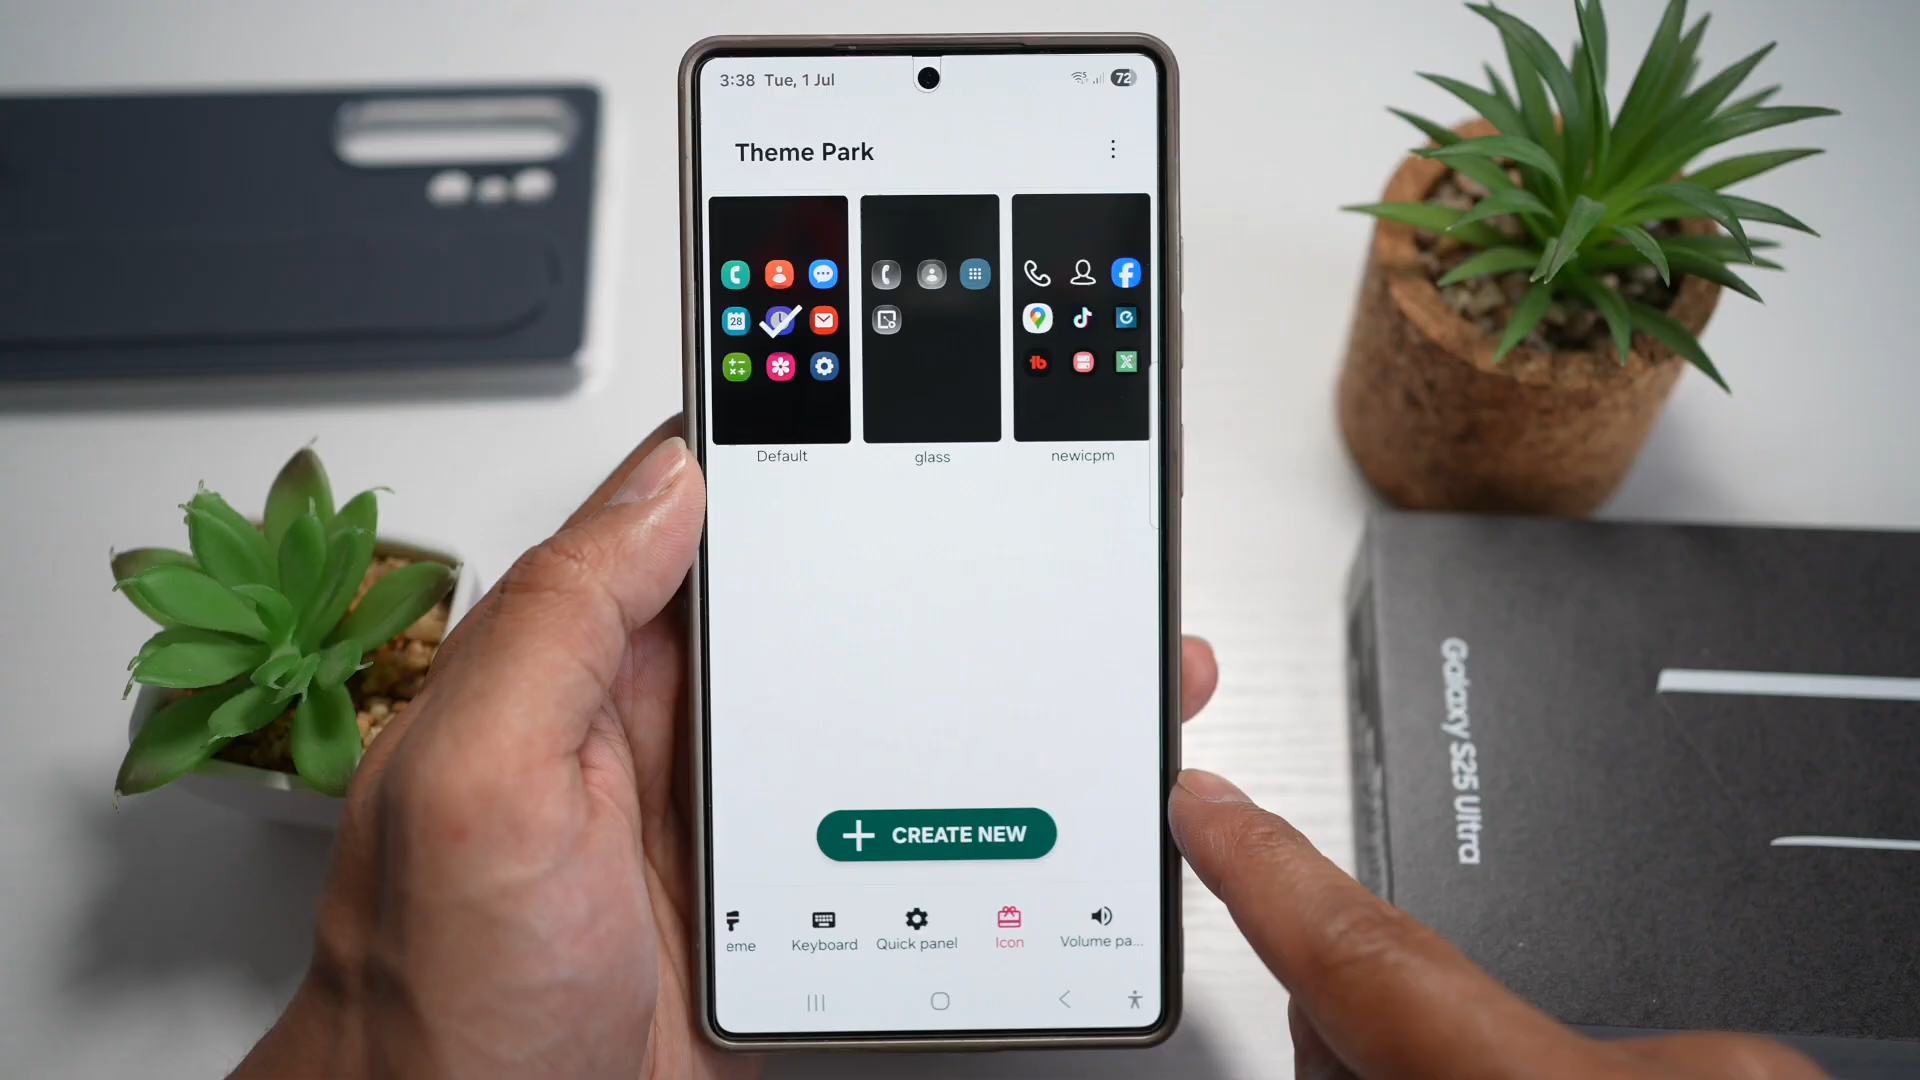 3:38 Tue, 1 Jul
72
Theme Park
28
Default
glass
newicpm
CREATE NEW
eme
Keyboard
Quick panel
Icon
Volume pa...
Galaxy S25 Ultra